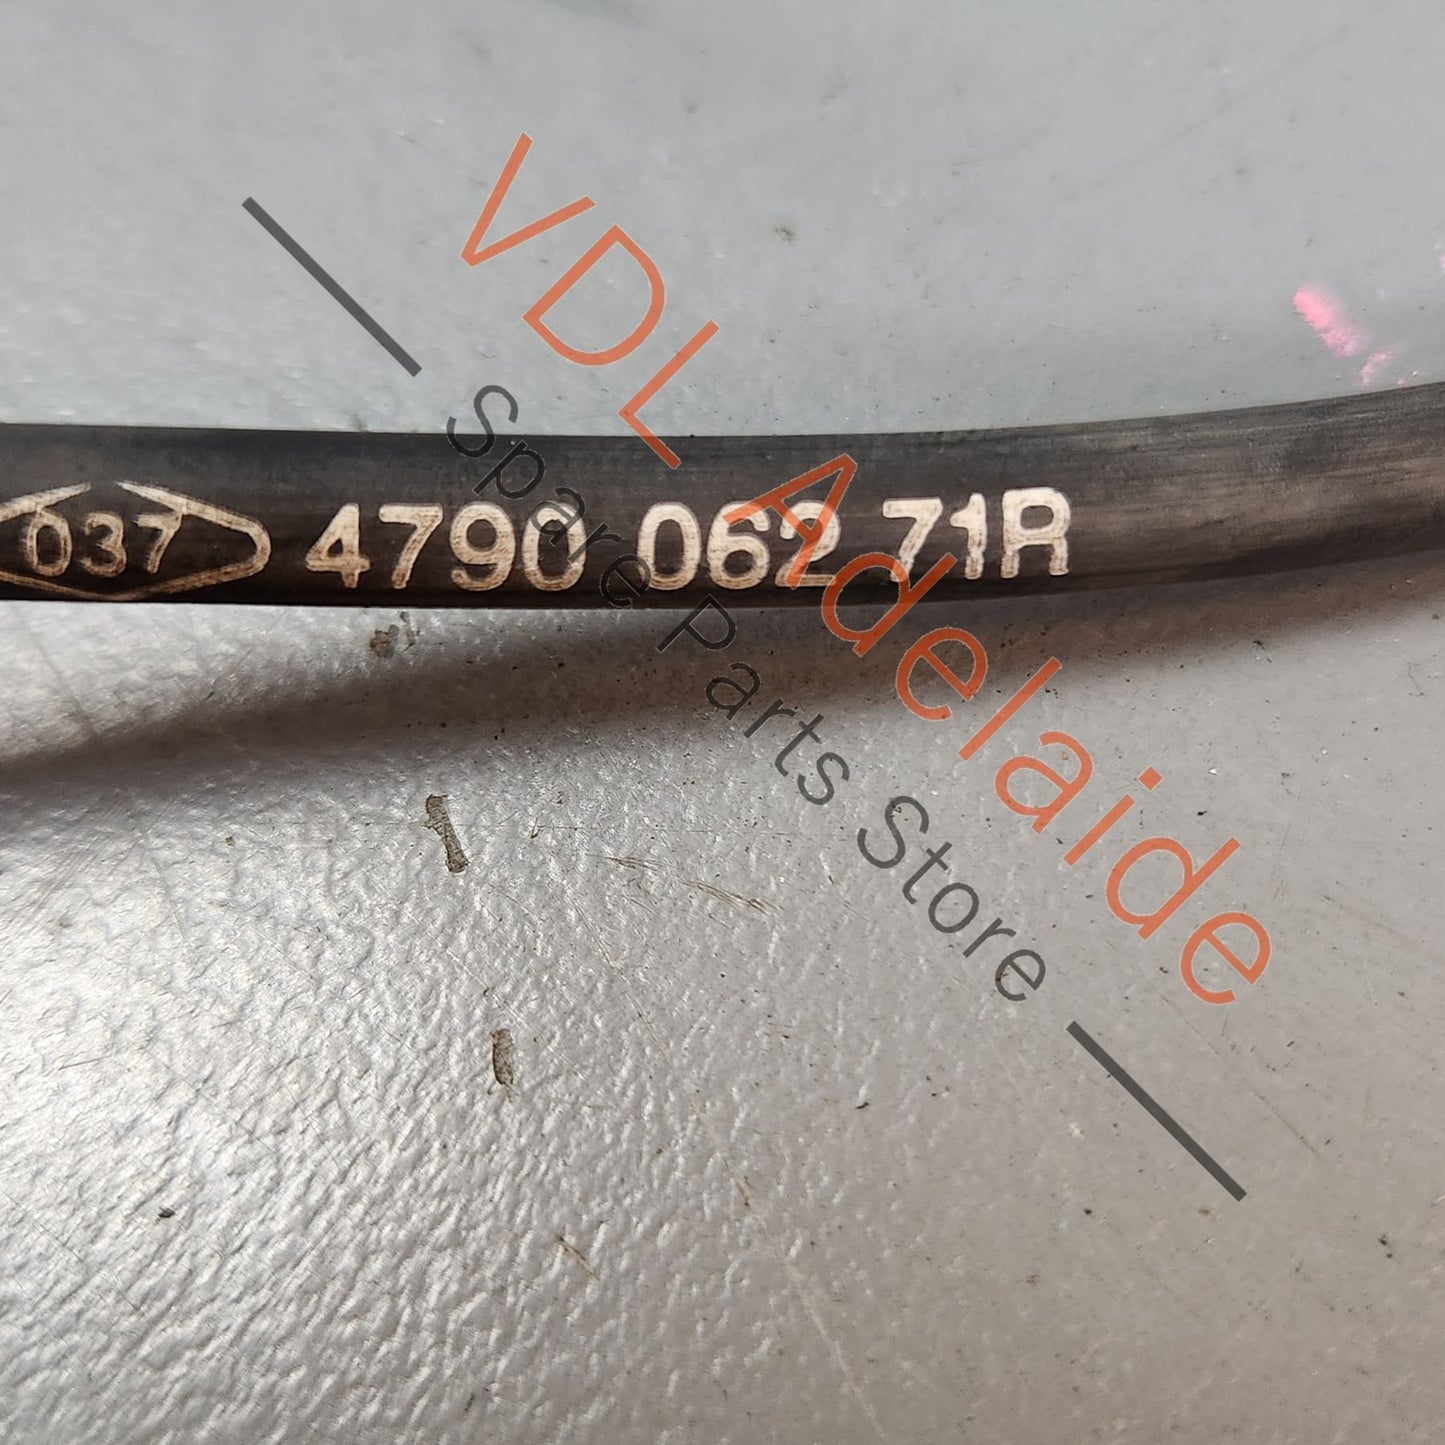 037 4790 062 71R
VDL Adelaide
Spare Parts Store